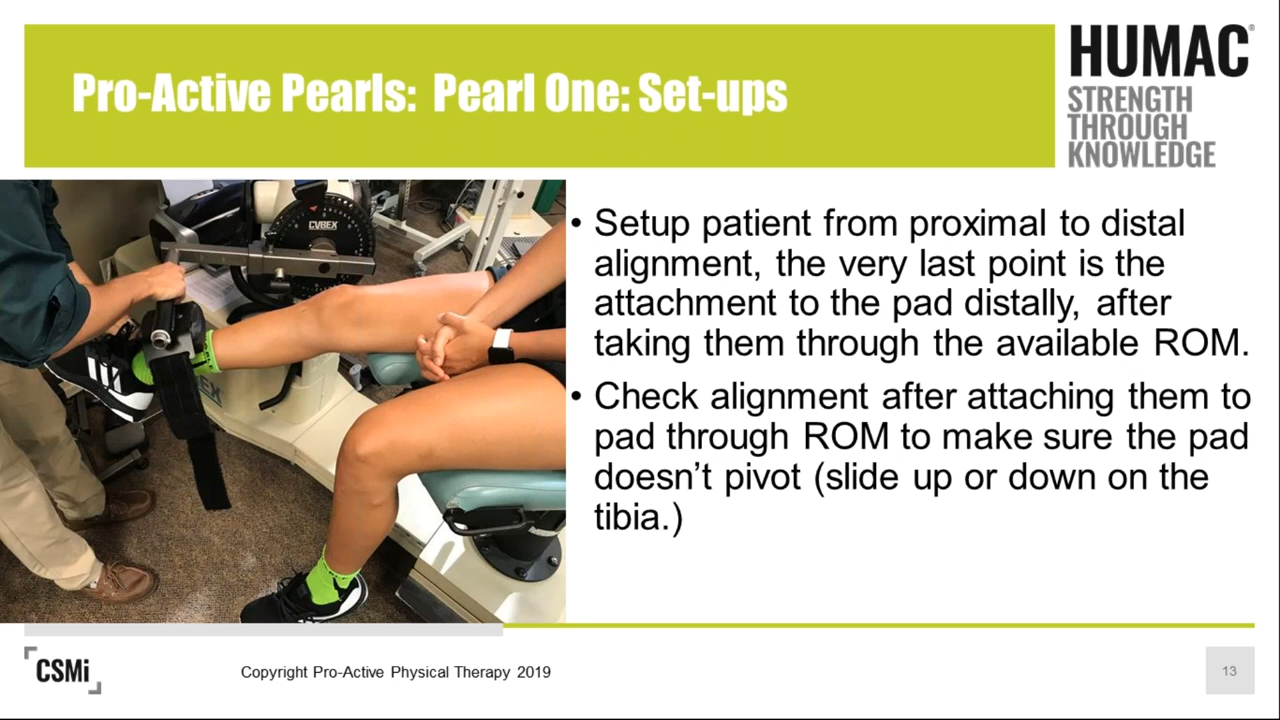 Pro-Active Pearls: Pearl One: Set-ups
HUMAC®
STRENGTH
THROUGH
KNOWLEDGE
CYBEX
• Setup patient from proximal to distal
alignment, the very last point is the
attachment to the pad distally, after
taking them through the available ROM.
• Check alignment after attaching them to
pad through ROM to make sure the pad
doesn’t pivot (slide up or down on the
tibia.)
CSMi
Copyright Pro-Active Physical Therapy 2019
13